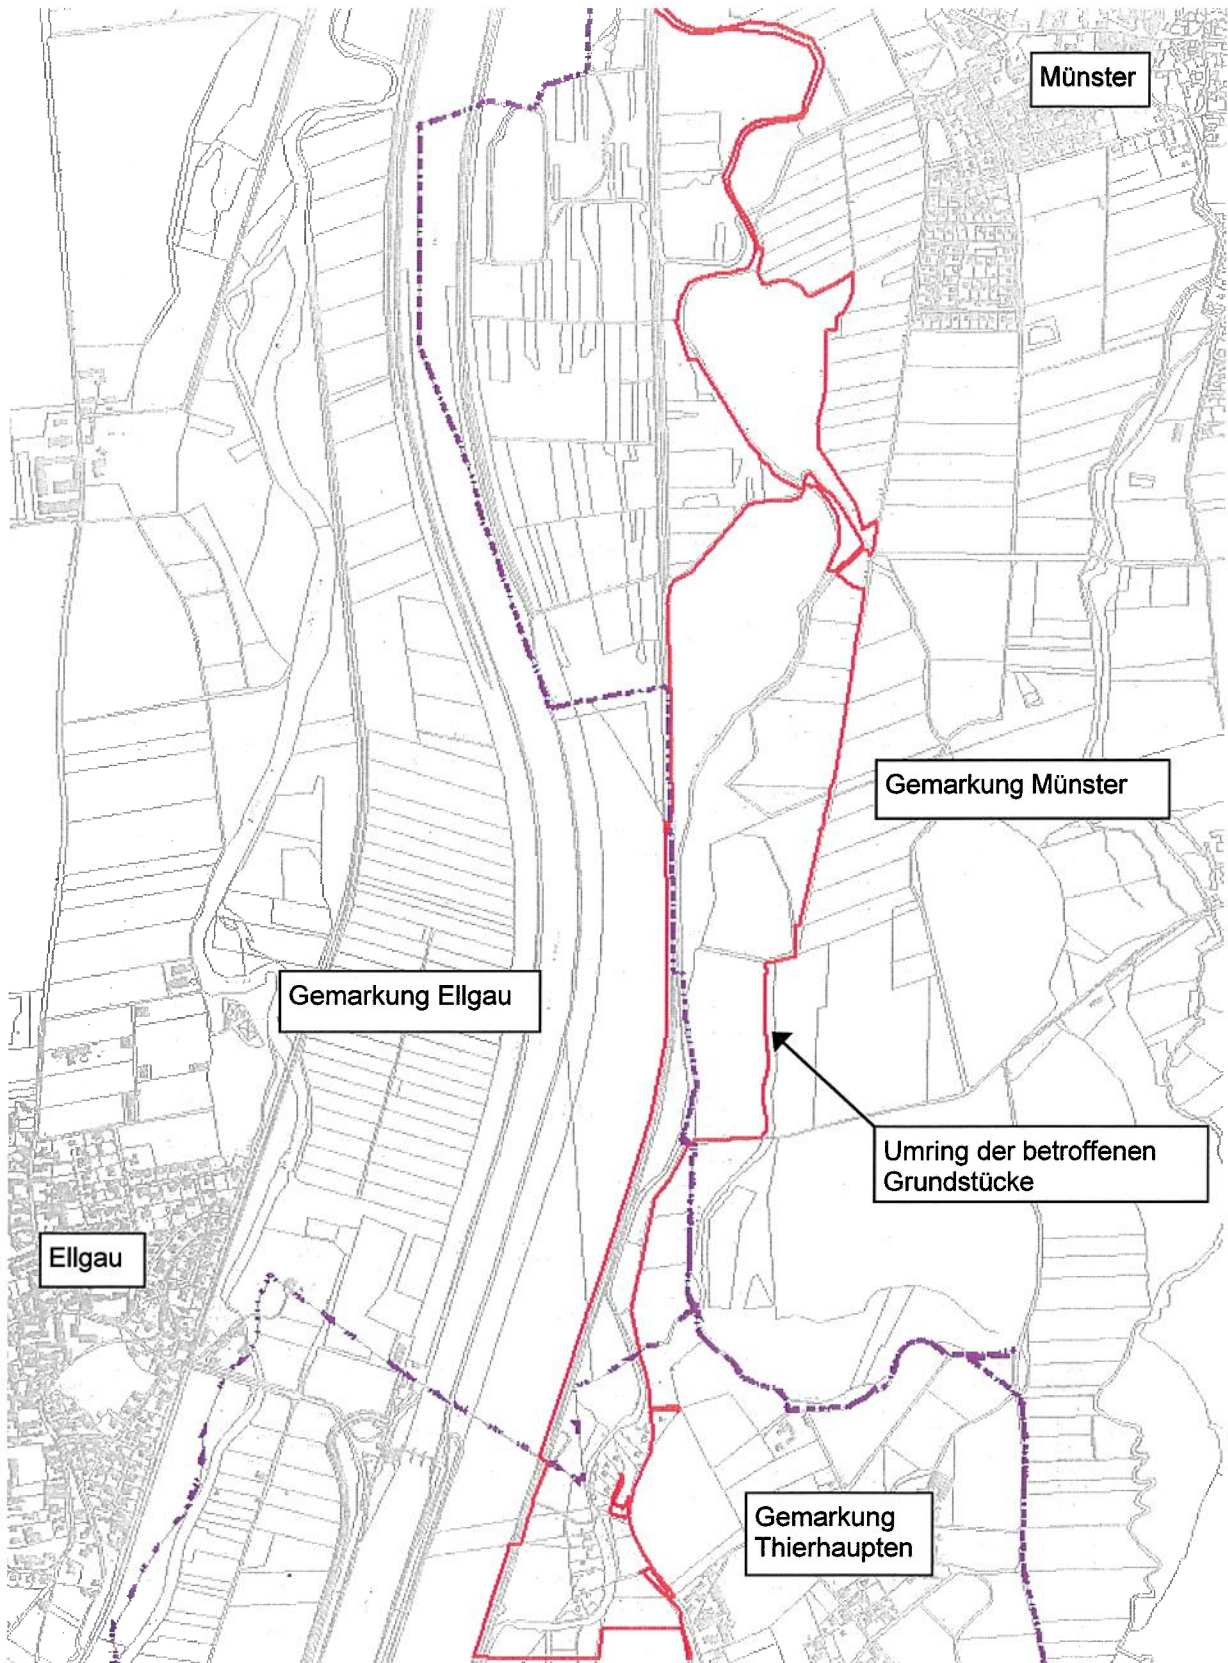 Münster
Gemarkung Münster
Gemarkung Ellgau
Umring der betroffenen
Grundstücke
Ellgau
Gemarkung
Thierhaupten